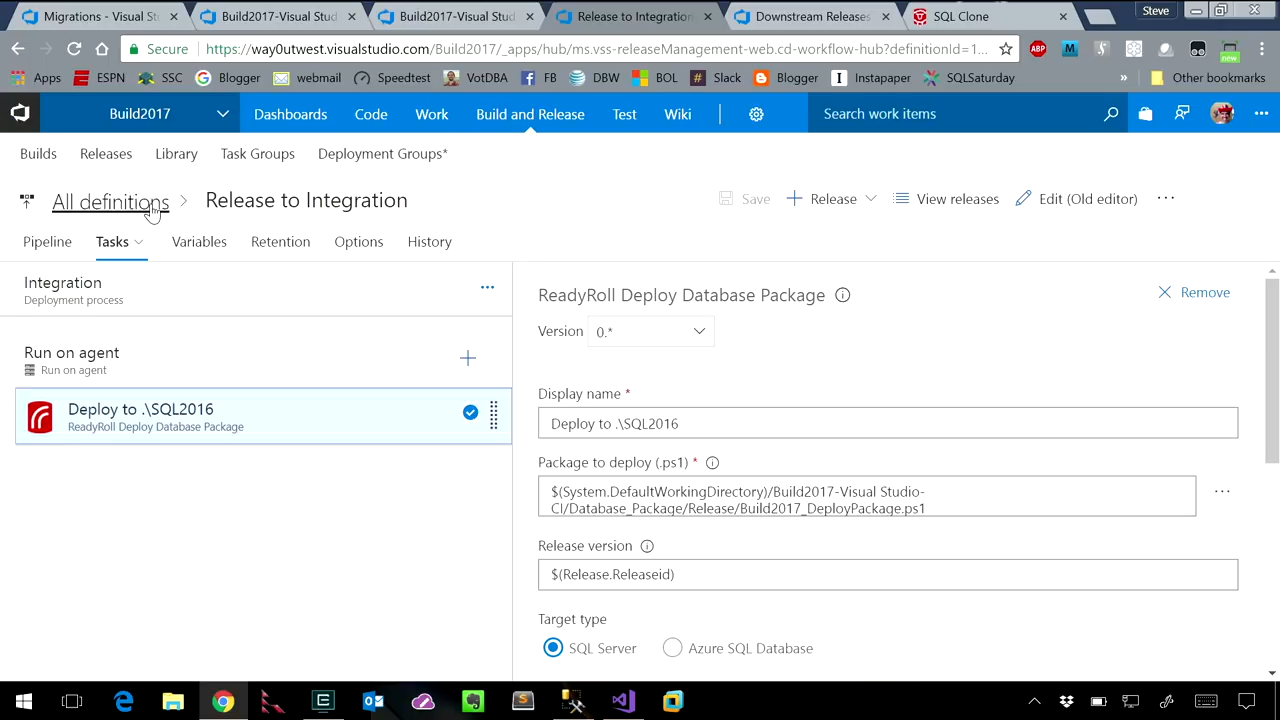 Migrations - Visual St
Build2017-Visual Studi
Build2017-Visual Studi
Release to Integration
Downstream Releases
SQL Clone
Steve
Secure
https://way0utwest.visualstudio.com/Build2017/_apps/hub/ms.vss-releaseManagement-web.cd-workflow-hub?definitionId=1...
ABP
M
new
Apps
ESPN
SSC
Blogger
webmail
Speedtest
VotDBA
FB
DBW
BOL
Slack
Blogger
Instapaper
SQLSaturday
»
Other bookmarks
Build2017
Dashboards
Code
Work
Build and Release
Test
Wiki
Search work items
Builds
Releases
Library
Task Groups
Deployment Groups*
All definitions
Release to Integration
Save
Release
View releases
Edit (Old editor)
Pipeline
Tasks
Variables
Retention
Options
History
Integration
Deployment process
Run on agent
Run on agent
Deploy to .\SQL2016
ReadyRoll Deploy Database Package
ReadyRoll Deploy Database Package
Remove
Version
0.*
Display name *
Deploy to .\SQL2016
Package to deploy (.ps1) *
$(System.DefaultWorkingDirectory)/Build2017-Visual Studio-
CI/Database_Package/Release/Build2017_DeployPackage.ps1
Release version
$(Release.Releaseid)
Target type
SQL Server
Azure SQL Database